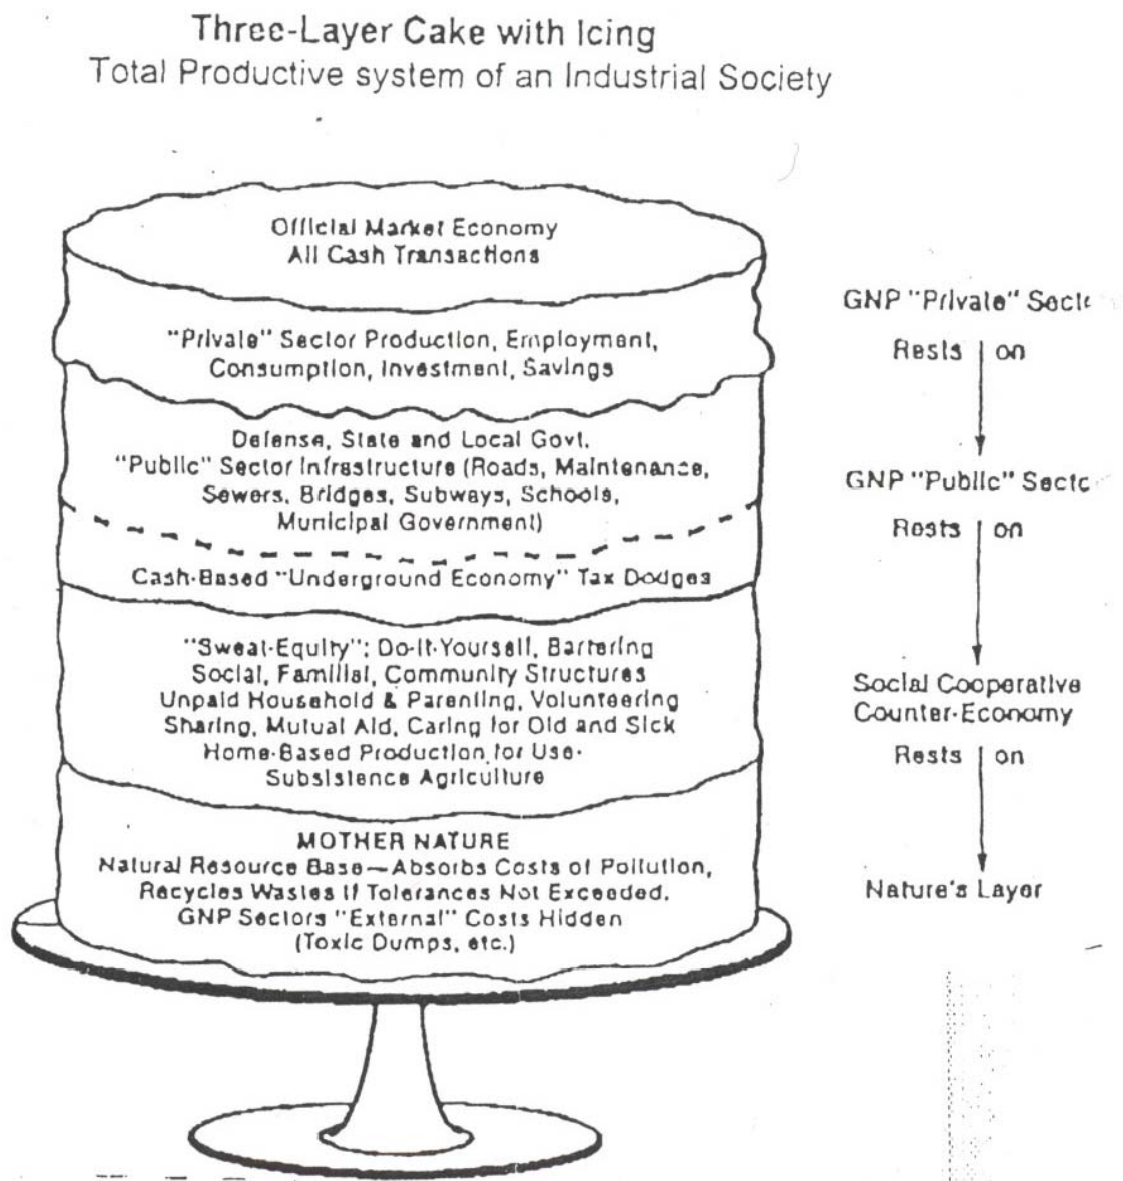 Three-Layer Cake with Icing
Total Productive system of an Industrial Society
Official Market Economy
All Cash Transactions
"Private" Sector Production, Employment,
Consumption, Investment, Savings
Defense, State and Local Govt.
"Public" Sector Infrastructure (Roads, Maintenance,
Sewers, Bridges, Subways, Schools,
Municipal Government)
Cash-Based "Underground Economy" Tax Dodges
"Sweat-Equity": Do-It-Yourself, Bartering
Social, Familial, Community Structures
Unpaid Household & Parenting, Volunteering
Sharing, Mutual Aid, Caring for Old and Sick
Home-Based Production for Use-
Subsistence Agriculture
MOTHER NATURE
Natural Resource Base—Absorbs Costs of Pollution,
Recycles Wastes If Tolerances Not Exceeded.
GNP Sectors "External" Costs Hidden
(Toxic Dumps, etc.)
GNP "Private" Secto
Rests on
GNP "Public" Secto
Rests on
Social Cooperative
Counter-Economy
Rests on
Nature's Layer